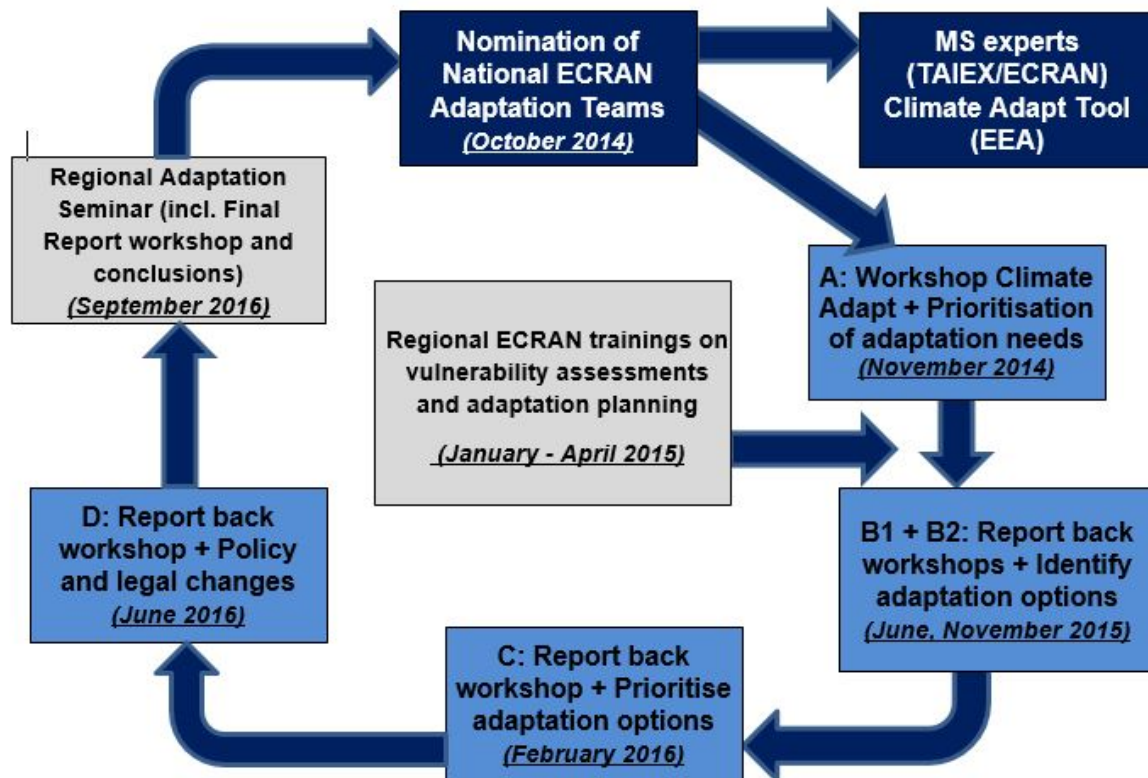 Nomination of
National ECRAN
Adaptation Teams
(October 2014)
MS experts
(TAIEX/ECRAN)
Climate Adapt Tool
(EEA)
Regional Adaptation
Seminar (incl. Final
Report workshop and
conclusions)
(September 2016)
A: Workshop Climate
Adapt + Prioritisation
of adaptation needs
(November 2014)
Regional ECRAN trainings on
vulnerability assessments
and adaptation planning
(January - April 2015)
D: Report back
workshop + Policy
and legal changes
(June 2016)
B1 + B2: Report back
workshops + Identify
adaptation options
(June, November 2015)
C: Report back
workshop + Prioritise
adaptation options
(February 2016)